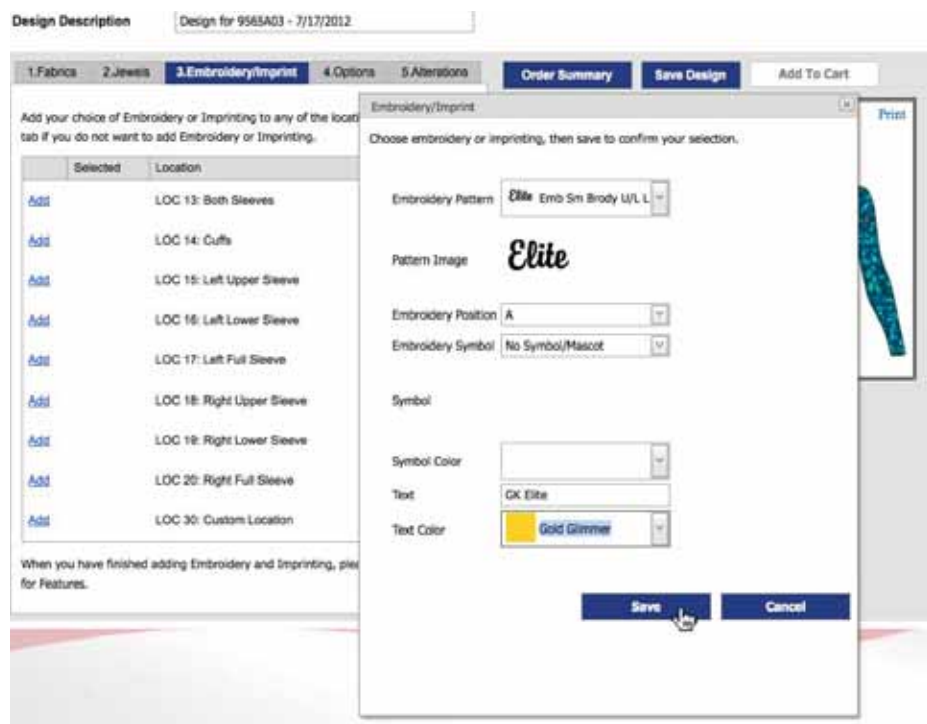 Design Description Design for 9565A03 - 7/17/2012
1.Fabrics 2.Jewels 3.Embroidery/Imprint 4.Options 5.Alterations Order Summary Save Design Add To Cart
Add your choice of Embroidery or Imprinting to any of the locati
tab if you do not want to add Embroidery or Imprinting.
Selected Location
Add LOC 13: Both Sleeves
Add LOC 14: Cuffs
Add LOC 15: Left Upper Sleeve
Add LOC 16: Left Lower Sleeve
Add LOC 17: Left Full Sleeve
Add LOC 18: Right Upper Sleeve
Add LOC 19: Right Lower Sleeve
Add LOC 20: Right Full Sleeve
Add LOC 30: Custom Location
When you have finished adding Embroidery and Imprinting, plea
for Features.
Embroidery/Imprint
Print
Choose embroidery or imprinting, then save to confirm your selection.
Embroidery Pattern Elite Emb Sm Brody U/L L
Pattern Image Elite
Embroidery Position A
Embroidery Symbol No Symbol/Mascot
Symbol
Symbol Color
Text GK Elite
Text Color Gold Glimmer
Save Cancel